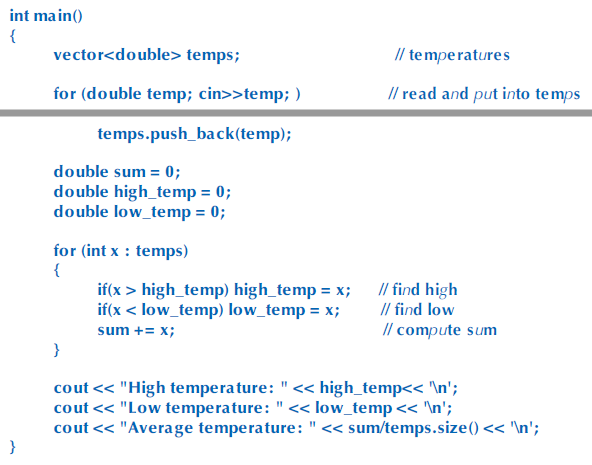 int main()
{
vector<double> temps; // temperatures
for (double temp; cin>>temp; ) // read and put into temps
temps.push_back(temp);
double sum = 0;
double high_temp = 0;
double low_temp = 0;
for (int x : temps)
{
if(x > high_temp) high_temp = x; // find high
if(x < low_temp) low_temp = x; // find low
sum += x; // compute sum
}
cout << "High temperature: " << high_temp<< '\n';
cout << "Low temperature: " << low_temp << '\n';
cout << "Average temperature: " << sum/temps.size() << '\n';
}